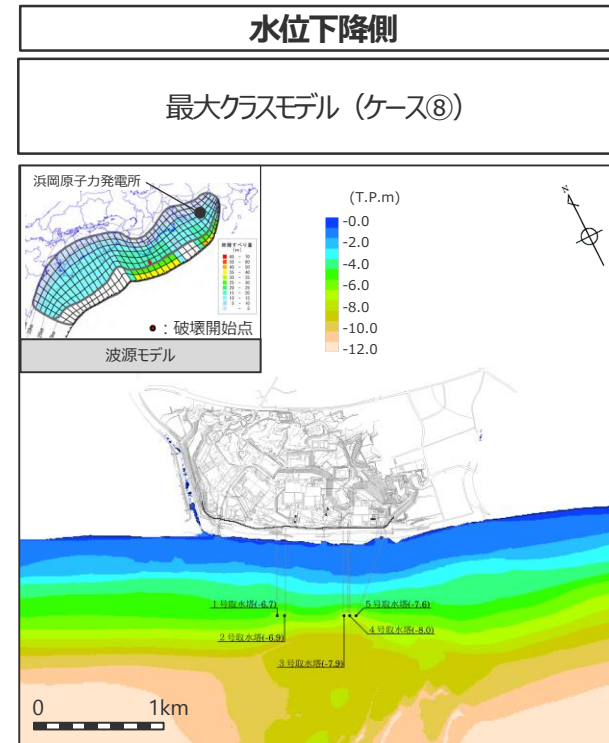 水位下降側
最大クラスモデル（ケース⑧）
浜岡原子力発電所
：破壊開始点
波源モデル
(T.P.m)
-0.0
-2.0
-4.0
-6.0
-8.0
-10.0
-12.0
N
1号取水塔(-6.7)
5号取水塔(-7.6)
2号取水塔(-6.9)
4号取水塔(-8.0)
3号取水塔(-7.9)
0 1km